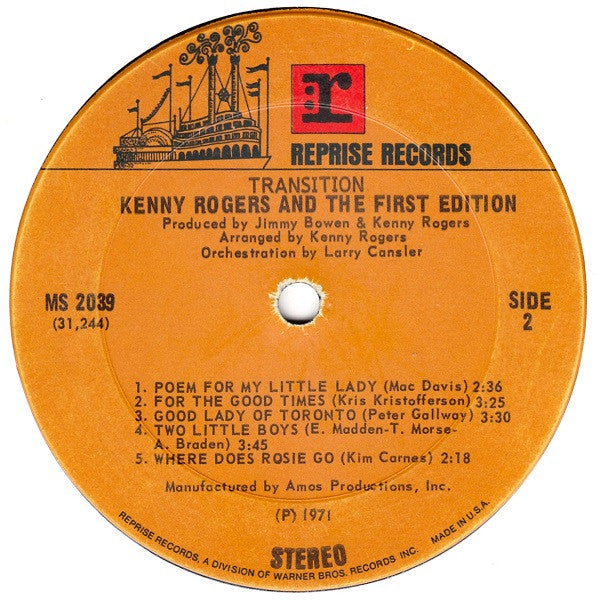 r
REPRISE RECORDS
TRANSITION
KENNY ROGERS AND THE FIRST EDITION
Produced by Jimmy Bowen & Kenny Rogers
Arranged by Kenny Rogers
Orchestration by Larry Cansler
MS 2039
(31,244)
SIDE
2
1. POEM FOR MY LITTLE LADY (Mac Davis) 2:36
2. FOR THE GOOD TIMES (Kris Kristofferson) 3:25
3. GOOD LADY OF TORONTO (Peter Gallway) 3:30
4. TWO LITTLE BOYS (E. Madden-T. Morse-
A. Braden) 3:45
5. WHERE DOES ROSIE GO (Kim Carnes) 2:18
Manufactured by Amos Productions, Inc.
(P) 1971
STEREO
REPRISE RECORDS, A DIVISION OF WARNER BROS. RECORDS INC. MADE IN U.S.A.